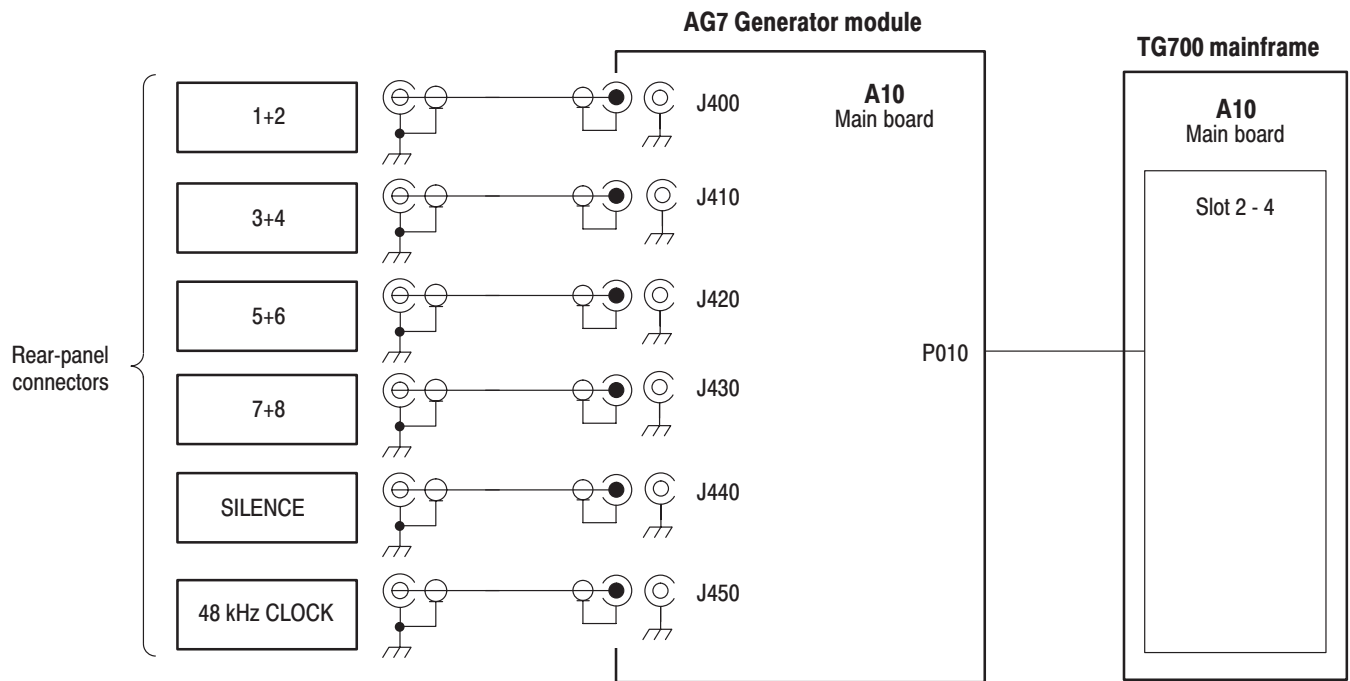 AG7 Generator module
TG700 mainframe
Rear-panel
connectors
1+2
3+4
5+6
7+8
SILENCE
48 kHz CLOCK
J400
J410
J420
J430
J440
J450
A10
Main board
P010
A10
Main board
Slot 2 - 4